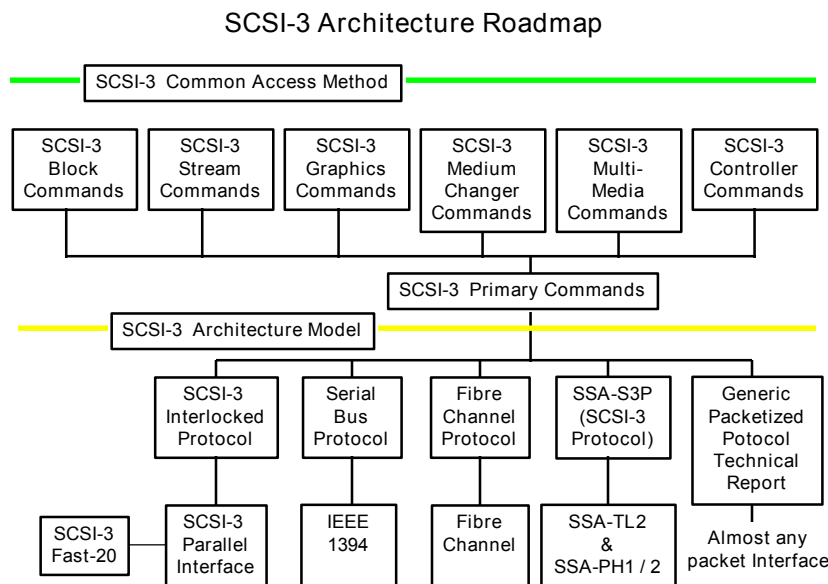 SCSI-3 Architecture Roadmap
SCSI-3 Common Access Method
SCSI-3
Block
Commands
SCSI-3
Stream
Commands
SCSI-3
Graphics
Commands
SCSI-3
Medium
Changer
Commands
SCSI-3
Multi-
Media
Commands
SCSI-3
Controller
Commands
SCSI-3 Primary Commands
SCSI-3 Architecture Model
SCSI-3
Interlocked
Protocol
Serial
Bus
Protocol
Fibre
Channel
Protocol
SSA-S3P
(SCSI-3
Protocol)
Generic
Packetized
Potocol
Technical
Report
SCSI-3
Fast-20
SCSI-3
Parallel
Interface
IEEE
1394
Fibre
Channel
SSA-TL2
&
SSA-PH1 / 2
Almost any
packet Interface